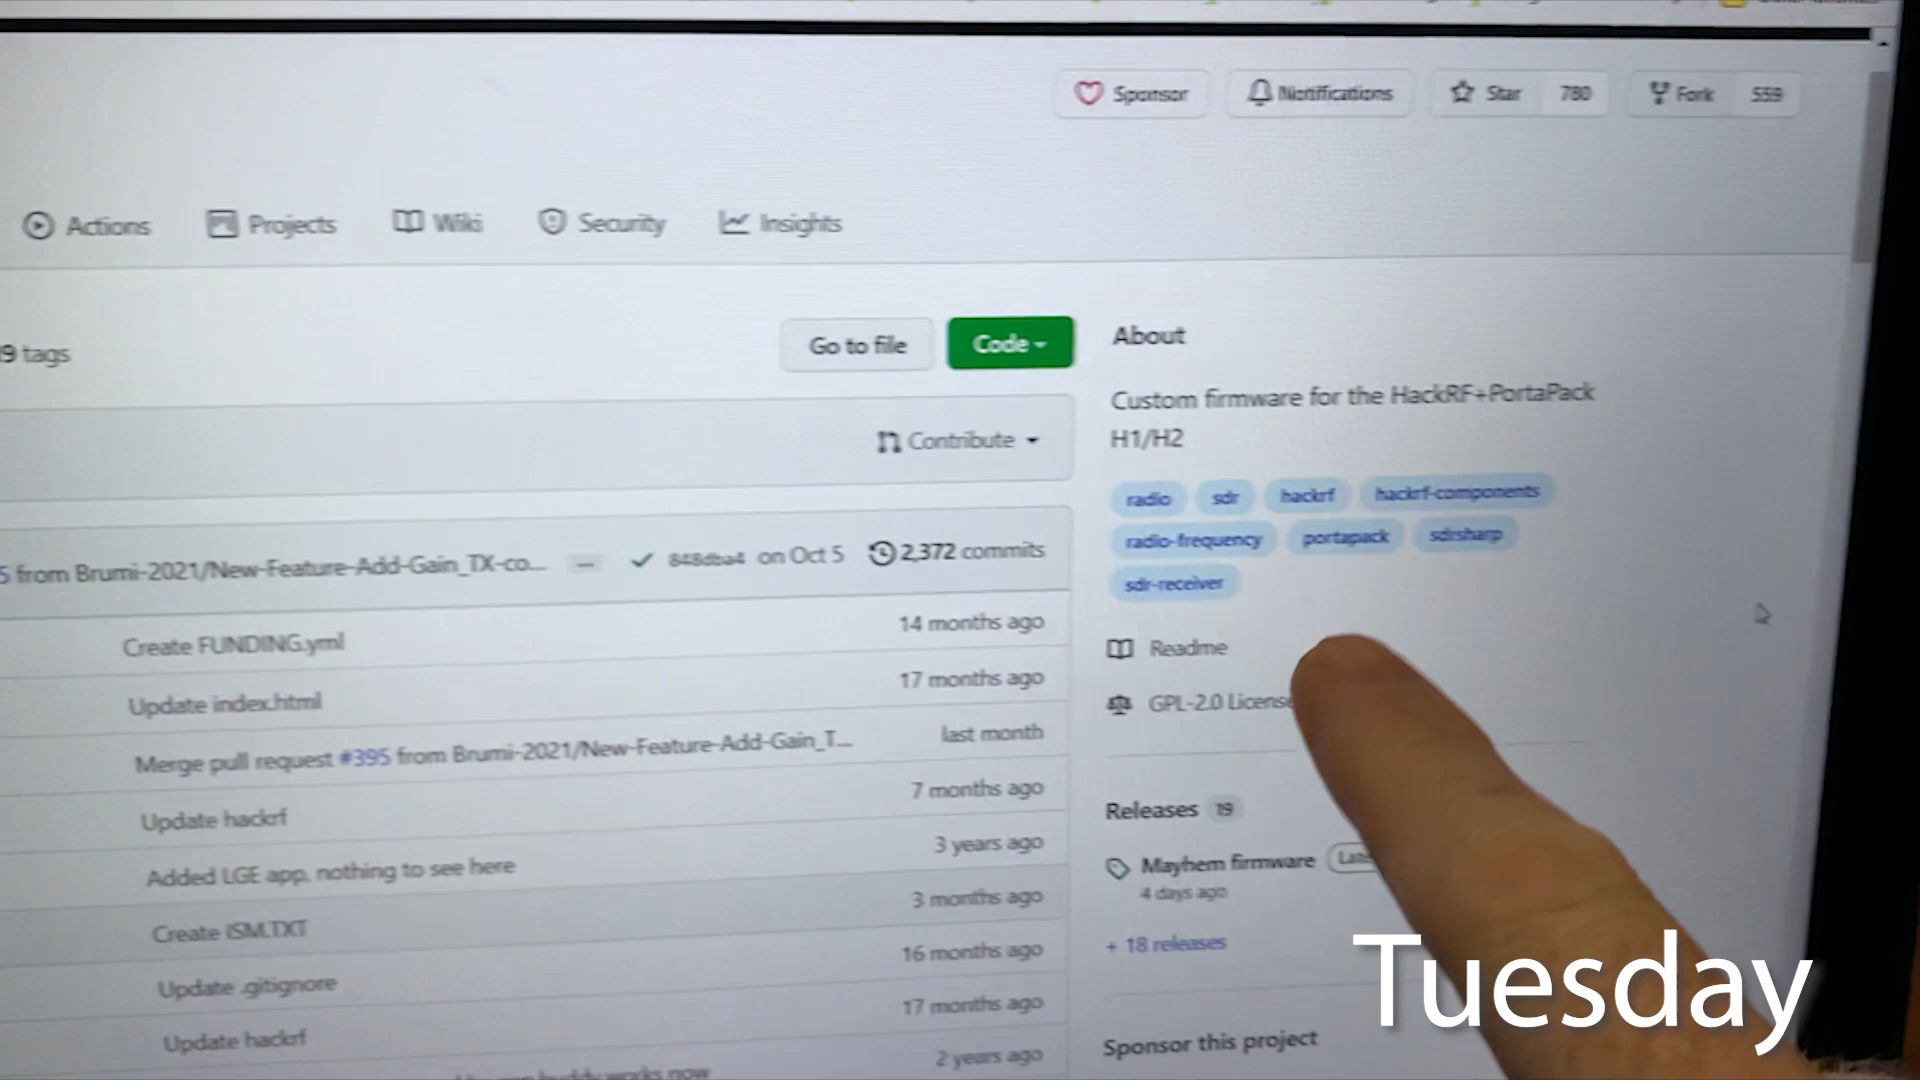 Sponsor Notifications Star 780 Fork 559
Actions Projects Wiki Security Insights
9 tags
Go to file Code
About
Custom firmware for the HackRF+PortaPack
H1/H2
Contribute
radio sdr hackrf hackrf-components
radio-frequency portapack sdrsharp
sdr-receiver
5 from Brumi-2021/New-Feature-Add-Gain_TX-co... 848dba4 on Oct 5 2,372 commits
Create FUNDING.yml 14 months ago
Update index.html 17 months ago
Merge pull request #395 from Brumi-2021/New-Feature-Add-Gain_T... last month
Update hackrf 7 months ago
Added LGE app, nothing to see here 3 years ago
Create ISM.TXT 3 months ago
Update .gitignore 16 months ago
Update hackrf 17 months ago
works now 2 years ago
Readme
GPL-2.0 License
Releases 19
Mayhem firmware
4 days ago
+ 18 releases
Sponsor this project
Tuesday